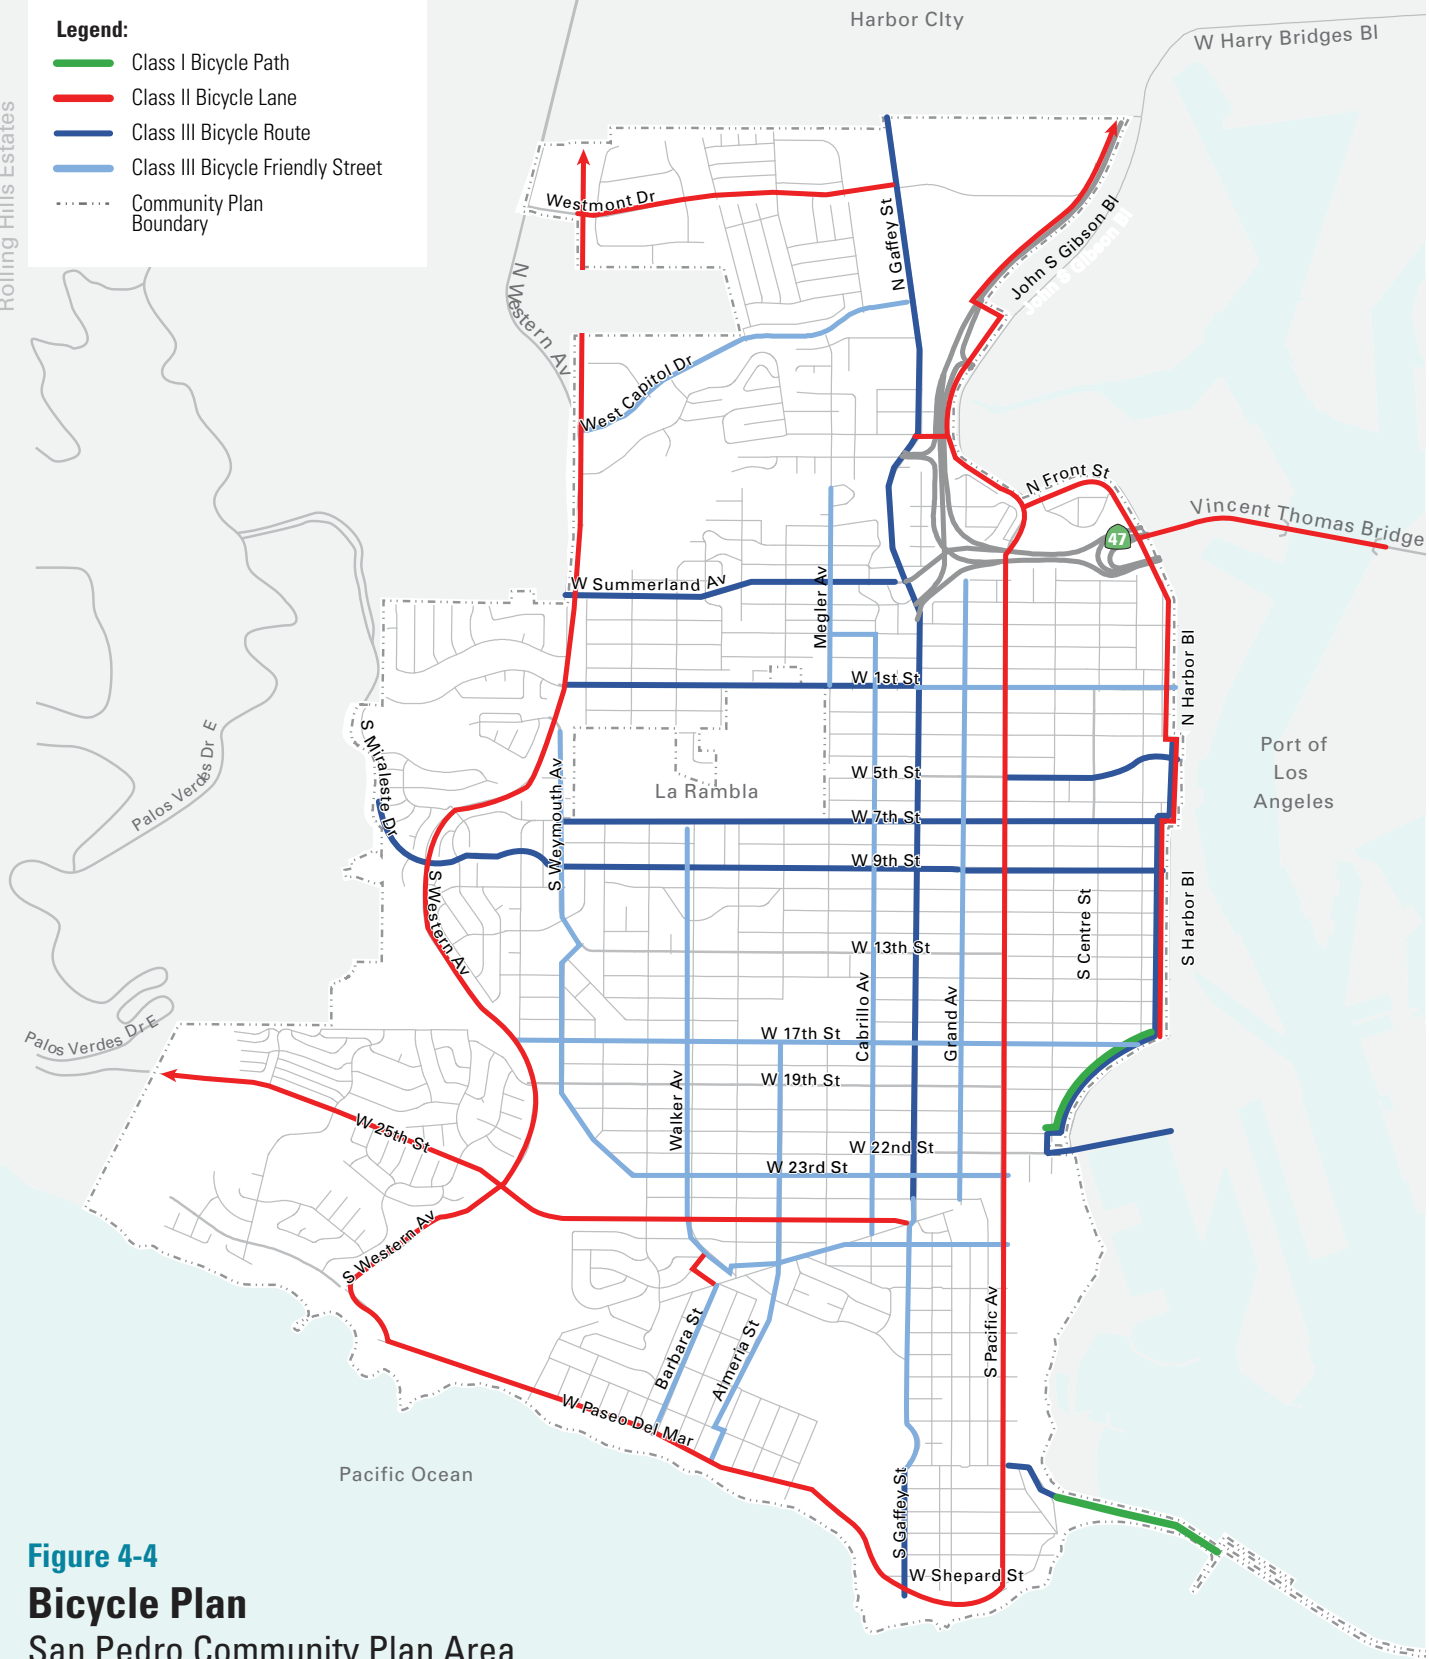 Legend:
Class I Bicycle Path
Class II Bicycle Lane
Class III Bicycle Route
Class III Bicycle Friendly Street
Community Plan
Boundary
Harbor CIty
W Harry Bridges Bl
Rolling Hills Estates
Westmont Dr
N Gaffey St
John S Gibson Bl
N Western Av
West Capitol Dr
N Front St
Vincent Thomas Bridge
47
W Summerland Av
Megler Av
N Harbor Bl
W 1st St
S Miraleste Dr
Palos Verdes Dr E
S Weymouth Av
La Rambla
W 5th St
Port of
Los
Angeles
W 7th St
W 9th St
S Western Av
S Centre St
S Harbor Bl
W 13th St
Cabrillo Av
Grand Av
Palos Verdes Dr E
W 17th St
W 19th St
Walker Av
W 25th St
W 22nd St
W 23rd St
S Western Av
Barbara St
Almeria St
S Pacific Av
W Paseo Del Mar
Pacific Ocean
S Gaffey St
W Shepard St
Figure 4-4
Bicycle Plan
San Pedro Community Plan Area